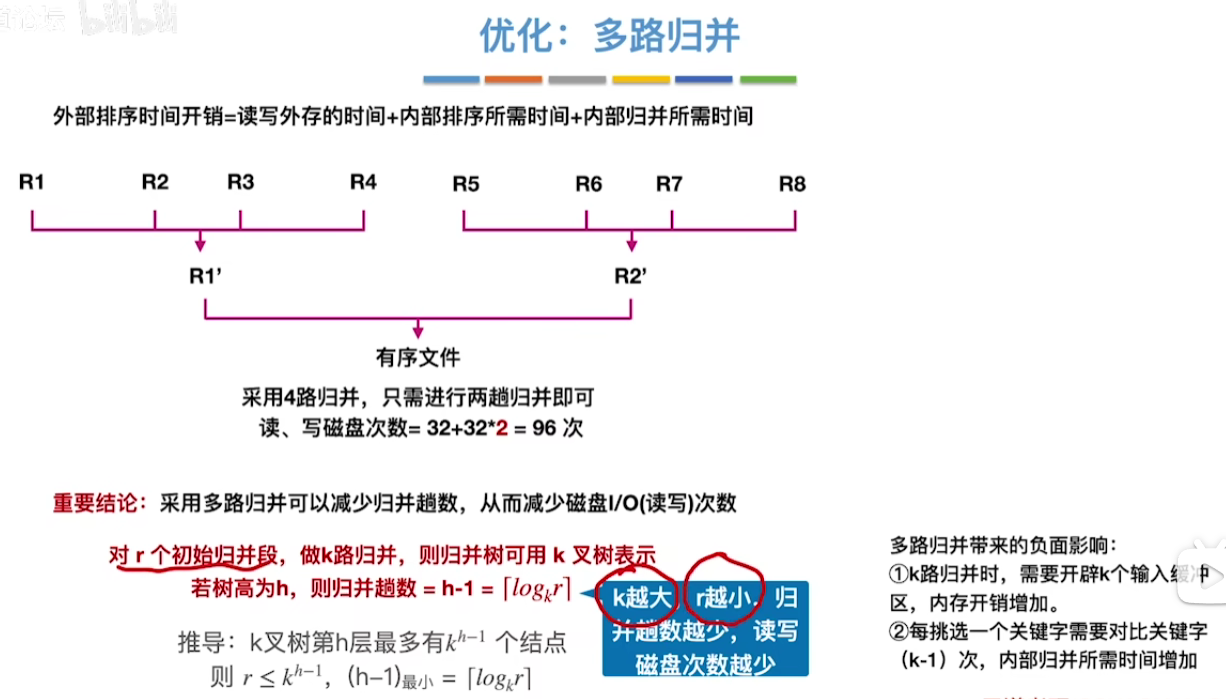 优化：多路归并
外部排序时间开销=读写外存的时间+内部排序所需时间+内部归并所需时间
R1 R2 R3 R4 R5 R6 R7 R8
R1’ R2’
有序文件
采用4路归并，只需进行两趟归并即可
读、写磁盘次数= 32+32*2 = 96 次
重要结论：采用多路归并可以减少归并趟数，从而减少磁盘I/O(读写)次数
对 r 个初始归并段，做k路归并，则归并树可用 k 叉树表示
若树高为h，则归并趟数 = h-1 = ⌈logₖr⌉
k越大，r越小，归
并趟数越少，读写
磁盘次数越少
推导：k叉树第h层最多有kʰ⁻¹ 个结点
则 r ≤ kʰ⁻¹，(h−1)最小 = ⌈logₖr⌉
多路归并带来的负面影响：
①k路归并时，需要开辟k个输入缓冲
区，内存开销增加。
②每挑选一个关键字需要对比关键字
（k-1）次，内部归并所需时间增加